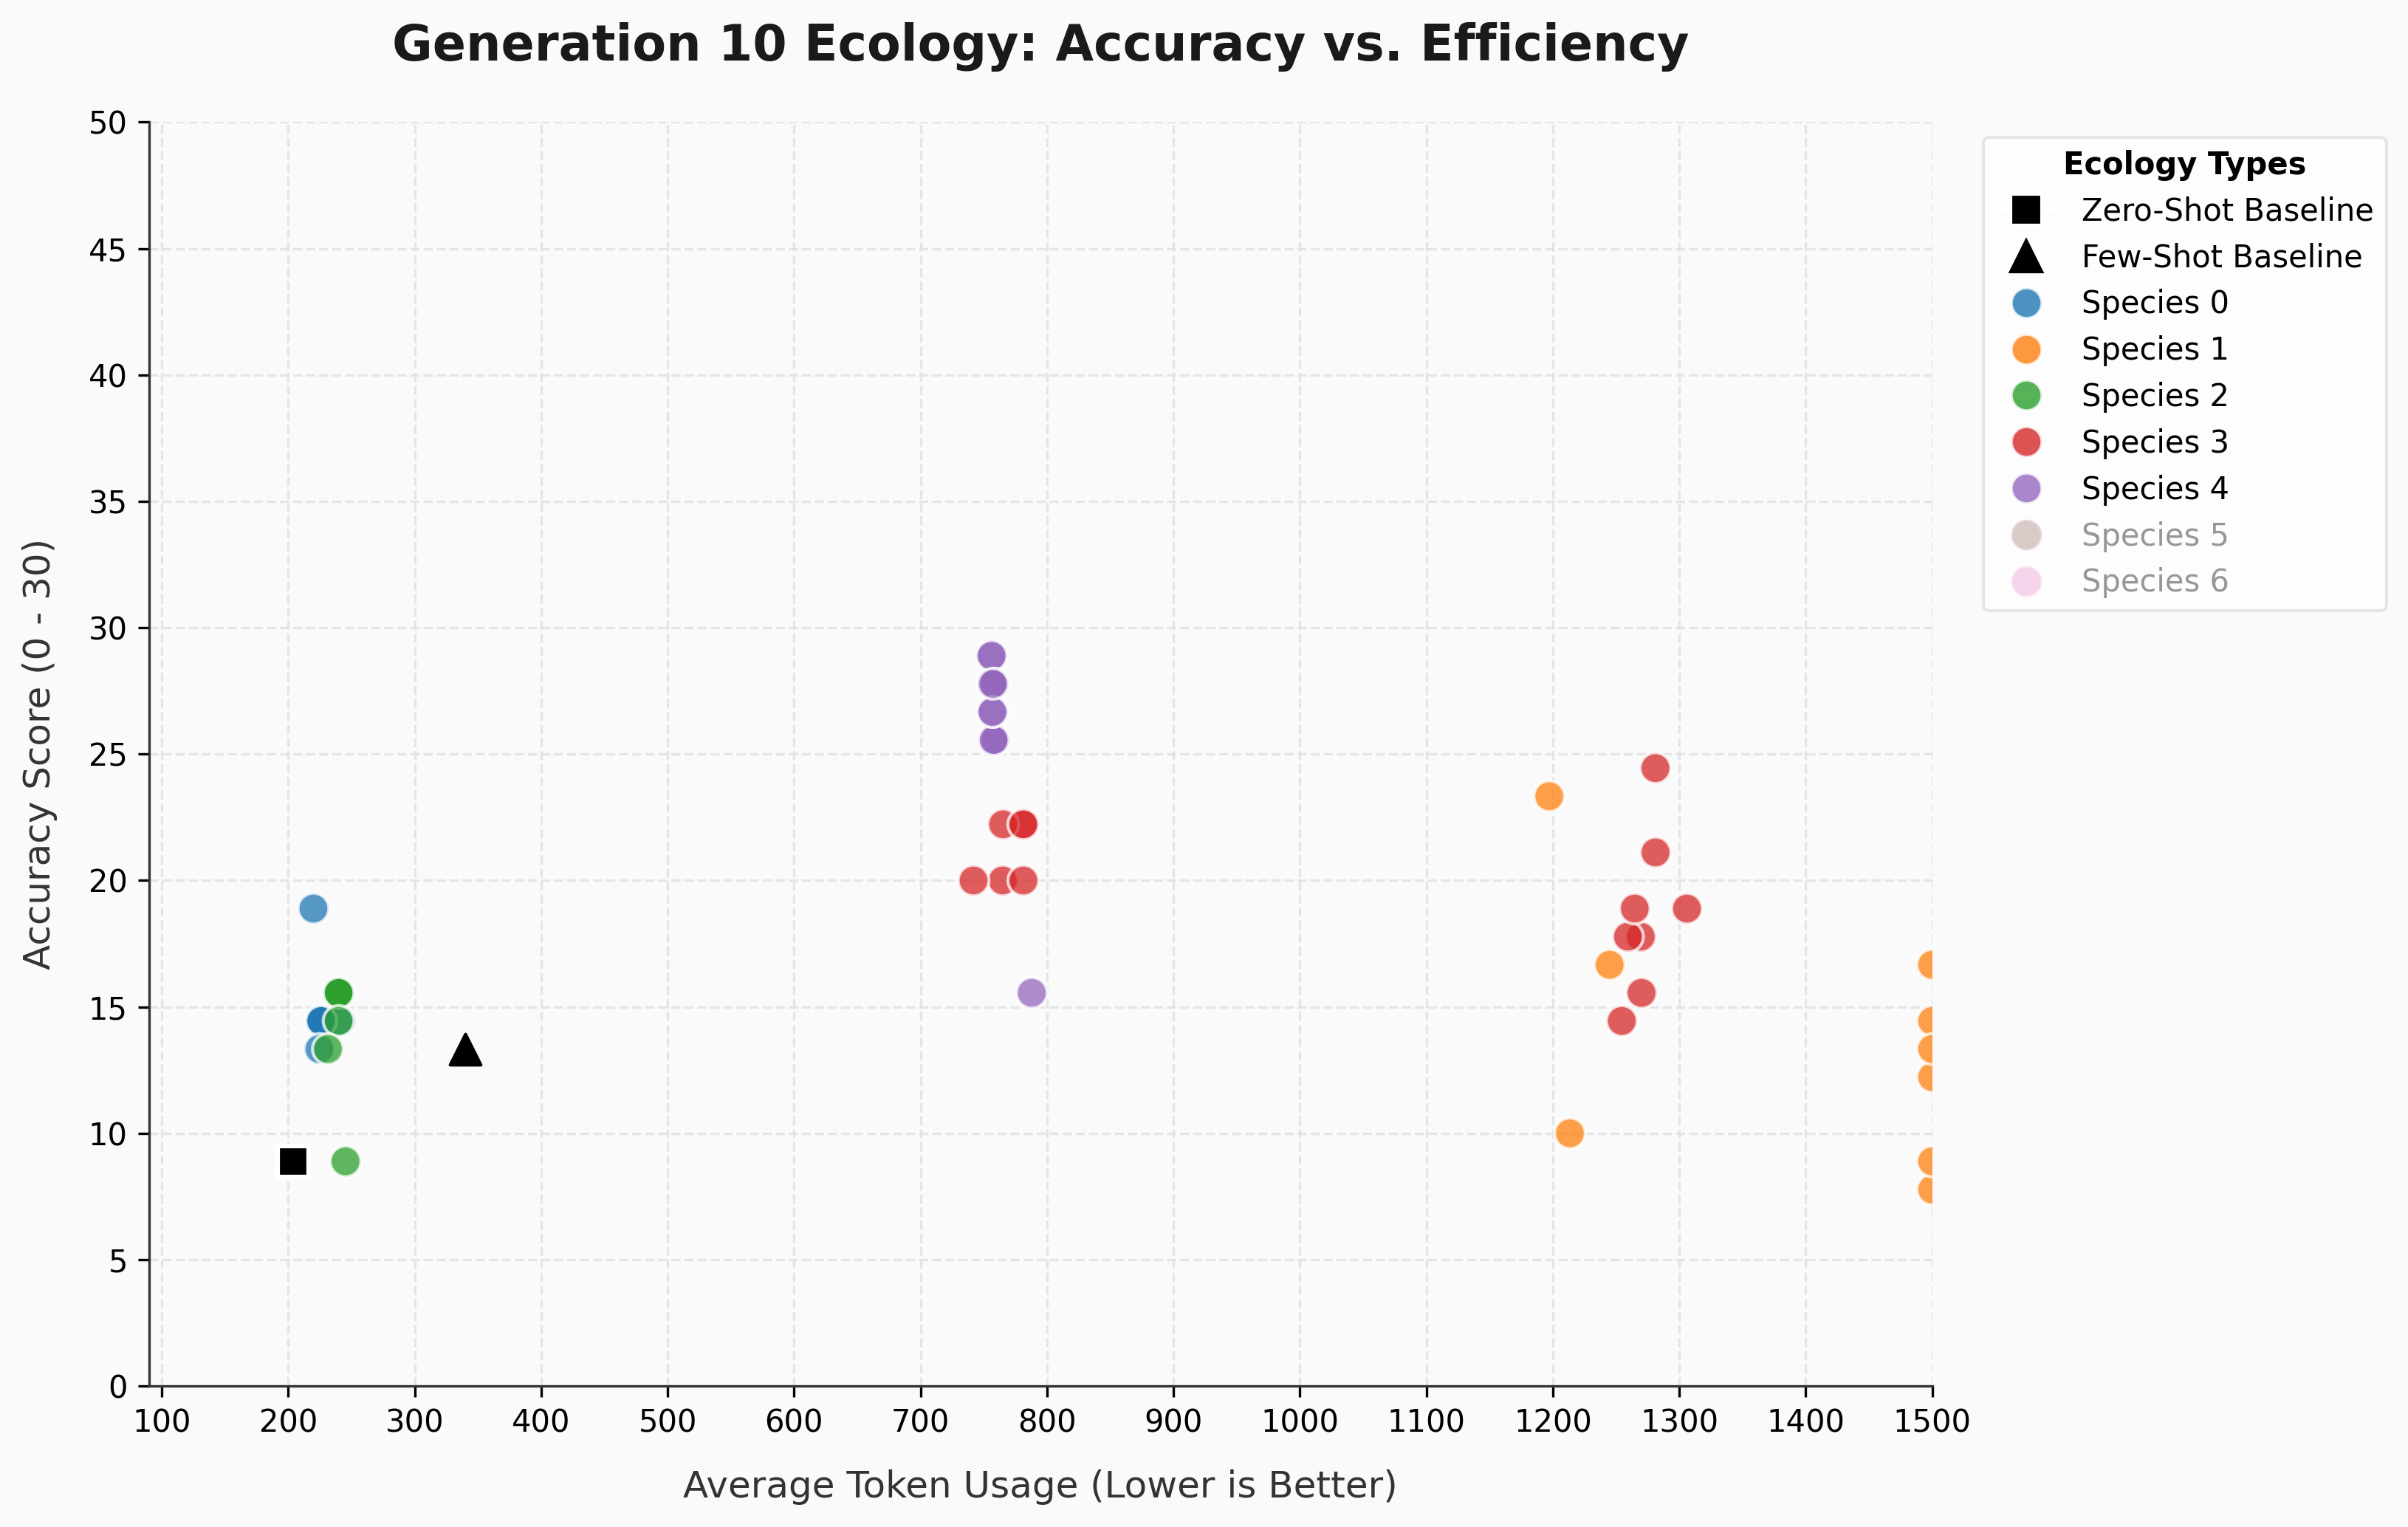 Generation 10 Ecology: Accuracy vs. Efficiency
Accuracy Score (0 - 30)
50
45
40
35
30
25
20
15
10
5
0
100 200 300 400 500 600 700 800 900 1000 1100 1200 1300 1400 1500
Average Token Usage (Lower is Better)
Ecology Types
Zero-Shot Baseline
Few-Shot Baseline
Species 0
Species 1
Species 2
Species 3
Species 4
Species 5
Species 6